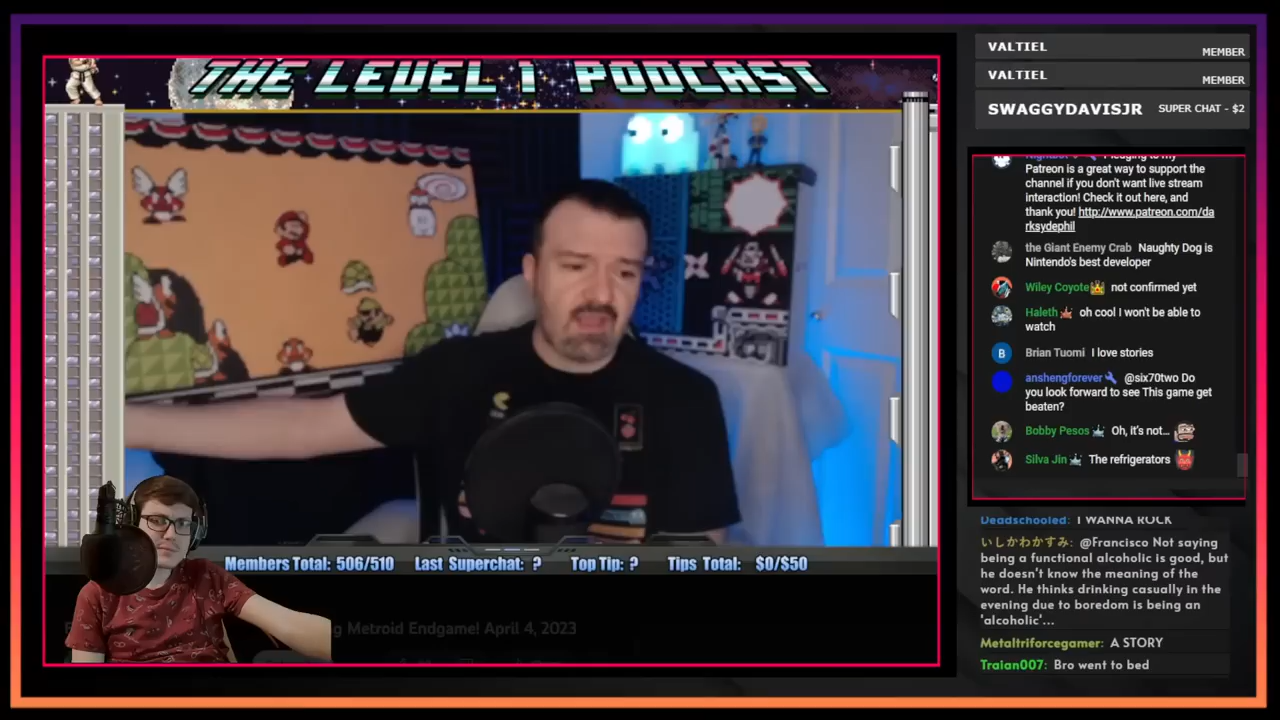 THE LEVEL 1 PODCAST
Members Total: 506/510 Last Superchat: ? Top Tip: ? Tips Total: $0/$50
Metroid Endgame! April 4, 2023
VALTIEL MEMBER
VALTIEL MEMBER
SWAGGYDAVISJR SUPER CHAT - $2
Patreon is a great way to support the
channel if you don't want live stream
interaction! Check it out here, and
thank you! http://www.patreon.com/da
rksydephil
the Giant Enemy Crab Naughty Dog is
Nintendo's best developer
Wiley Coyote not confirmed yet
Haleth oh cool I won't be able to
watch
B Brian Tuomi I love stories
anshengforever @six70two Do
you look forward to see This game get
beaten?
Bobby Pesos Oh, it's not...
Silva Jin The refrigerators
Deadschooled: I WANNA ROCK
いしかわかすみ: @Francisco Not saying
being a functional alcoholic is good, but
he doesn't know the meaning of the
word. He thinks drinking casually in the
evening due to boredom is being an
'alcoholic'...
Metaltriforcegamer: A STORY
Traian007: Bro went to bed